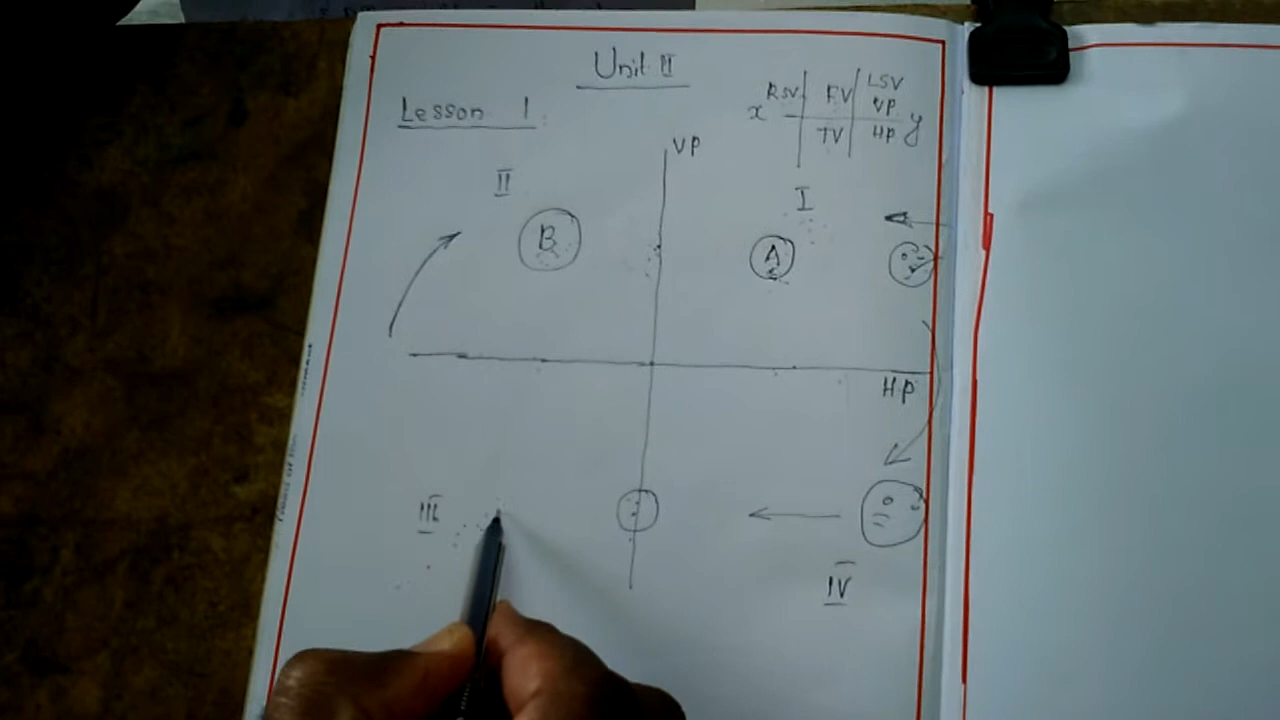 Unit II
Lesson 1.
RSV FV LSV
VP
x TV HP y
VP
II
I
B
A
HP
III
IV